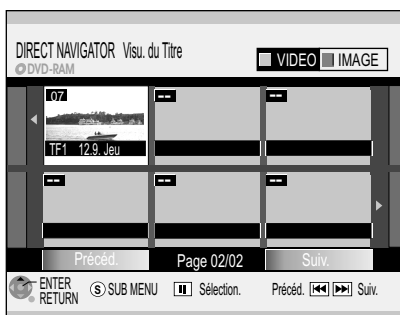 DIRECT NAVIGATOR Visu. du Titre
DVD-RAM
VIDEO IMAGE
07 -- --
TF1 12.9. Jeu
-- -- --
Précéd. Page 02/02 Suiv.
ENTER
RETURN
S SUB MENU Sélection. Précéd. Suiv.